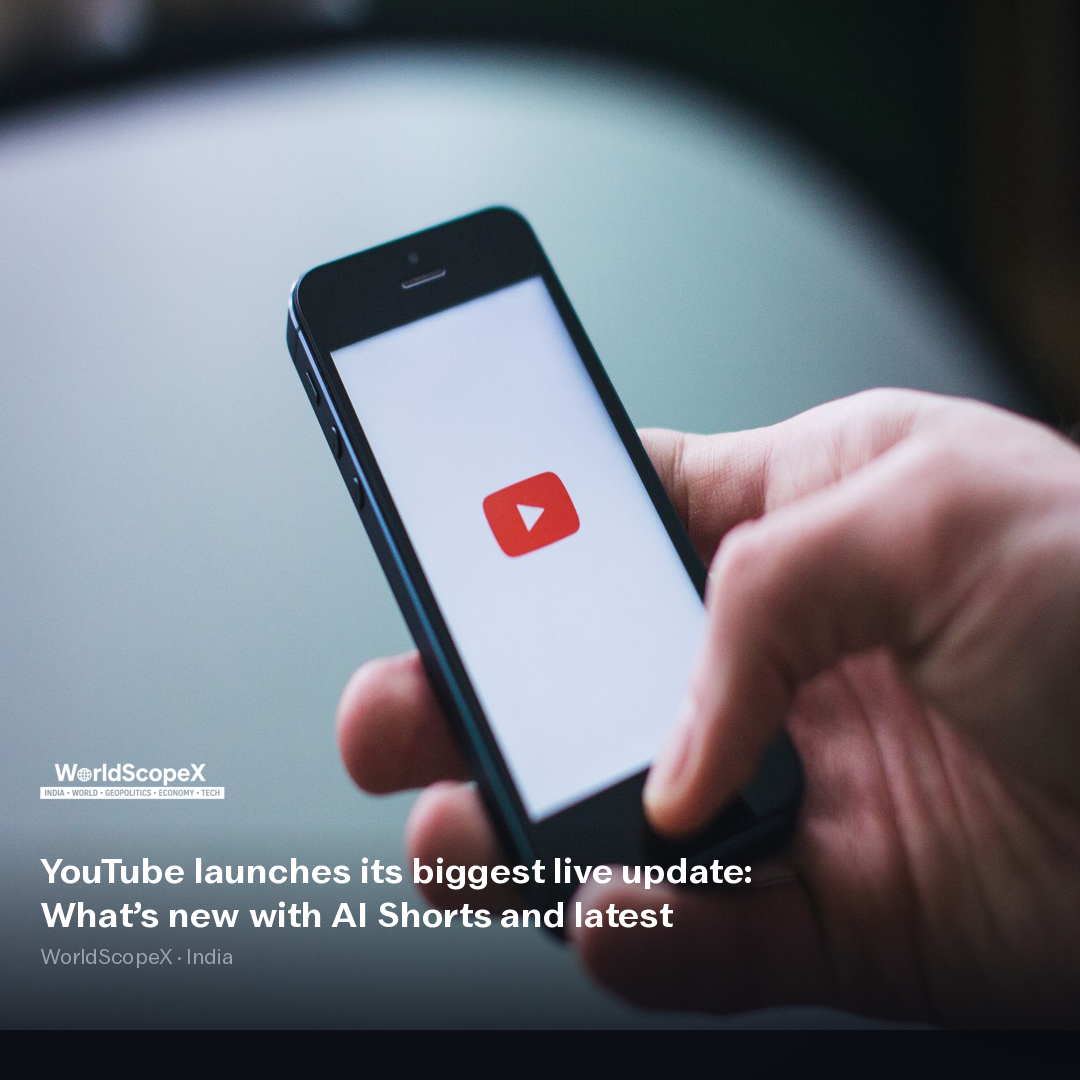 WorldScopeX
INDIA • WORLD • GEOPOLITICS • ECONOMY • TECH
YouTube launches its biggest live update:
What’s new with AI Shorts and latest
WorldScopeX · India